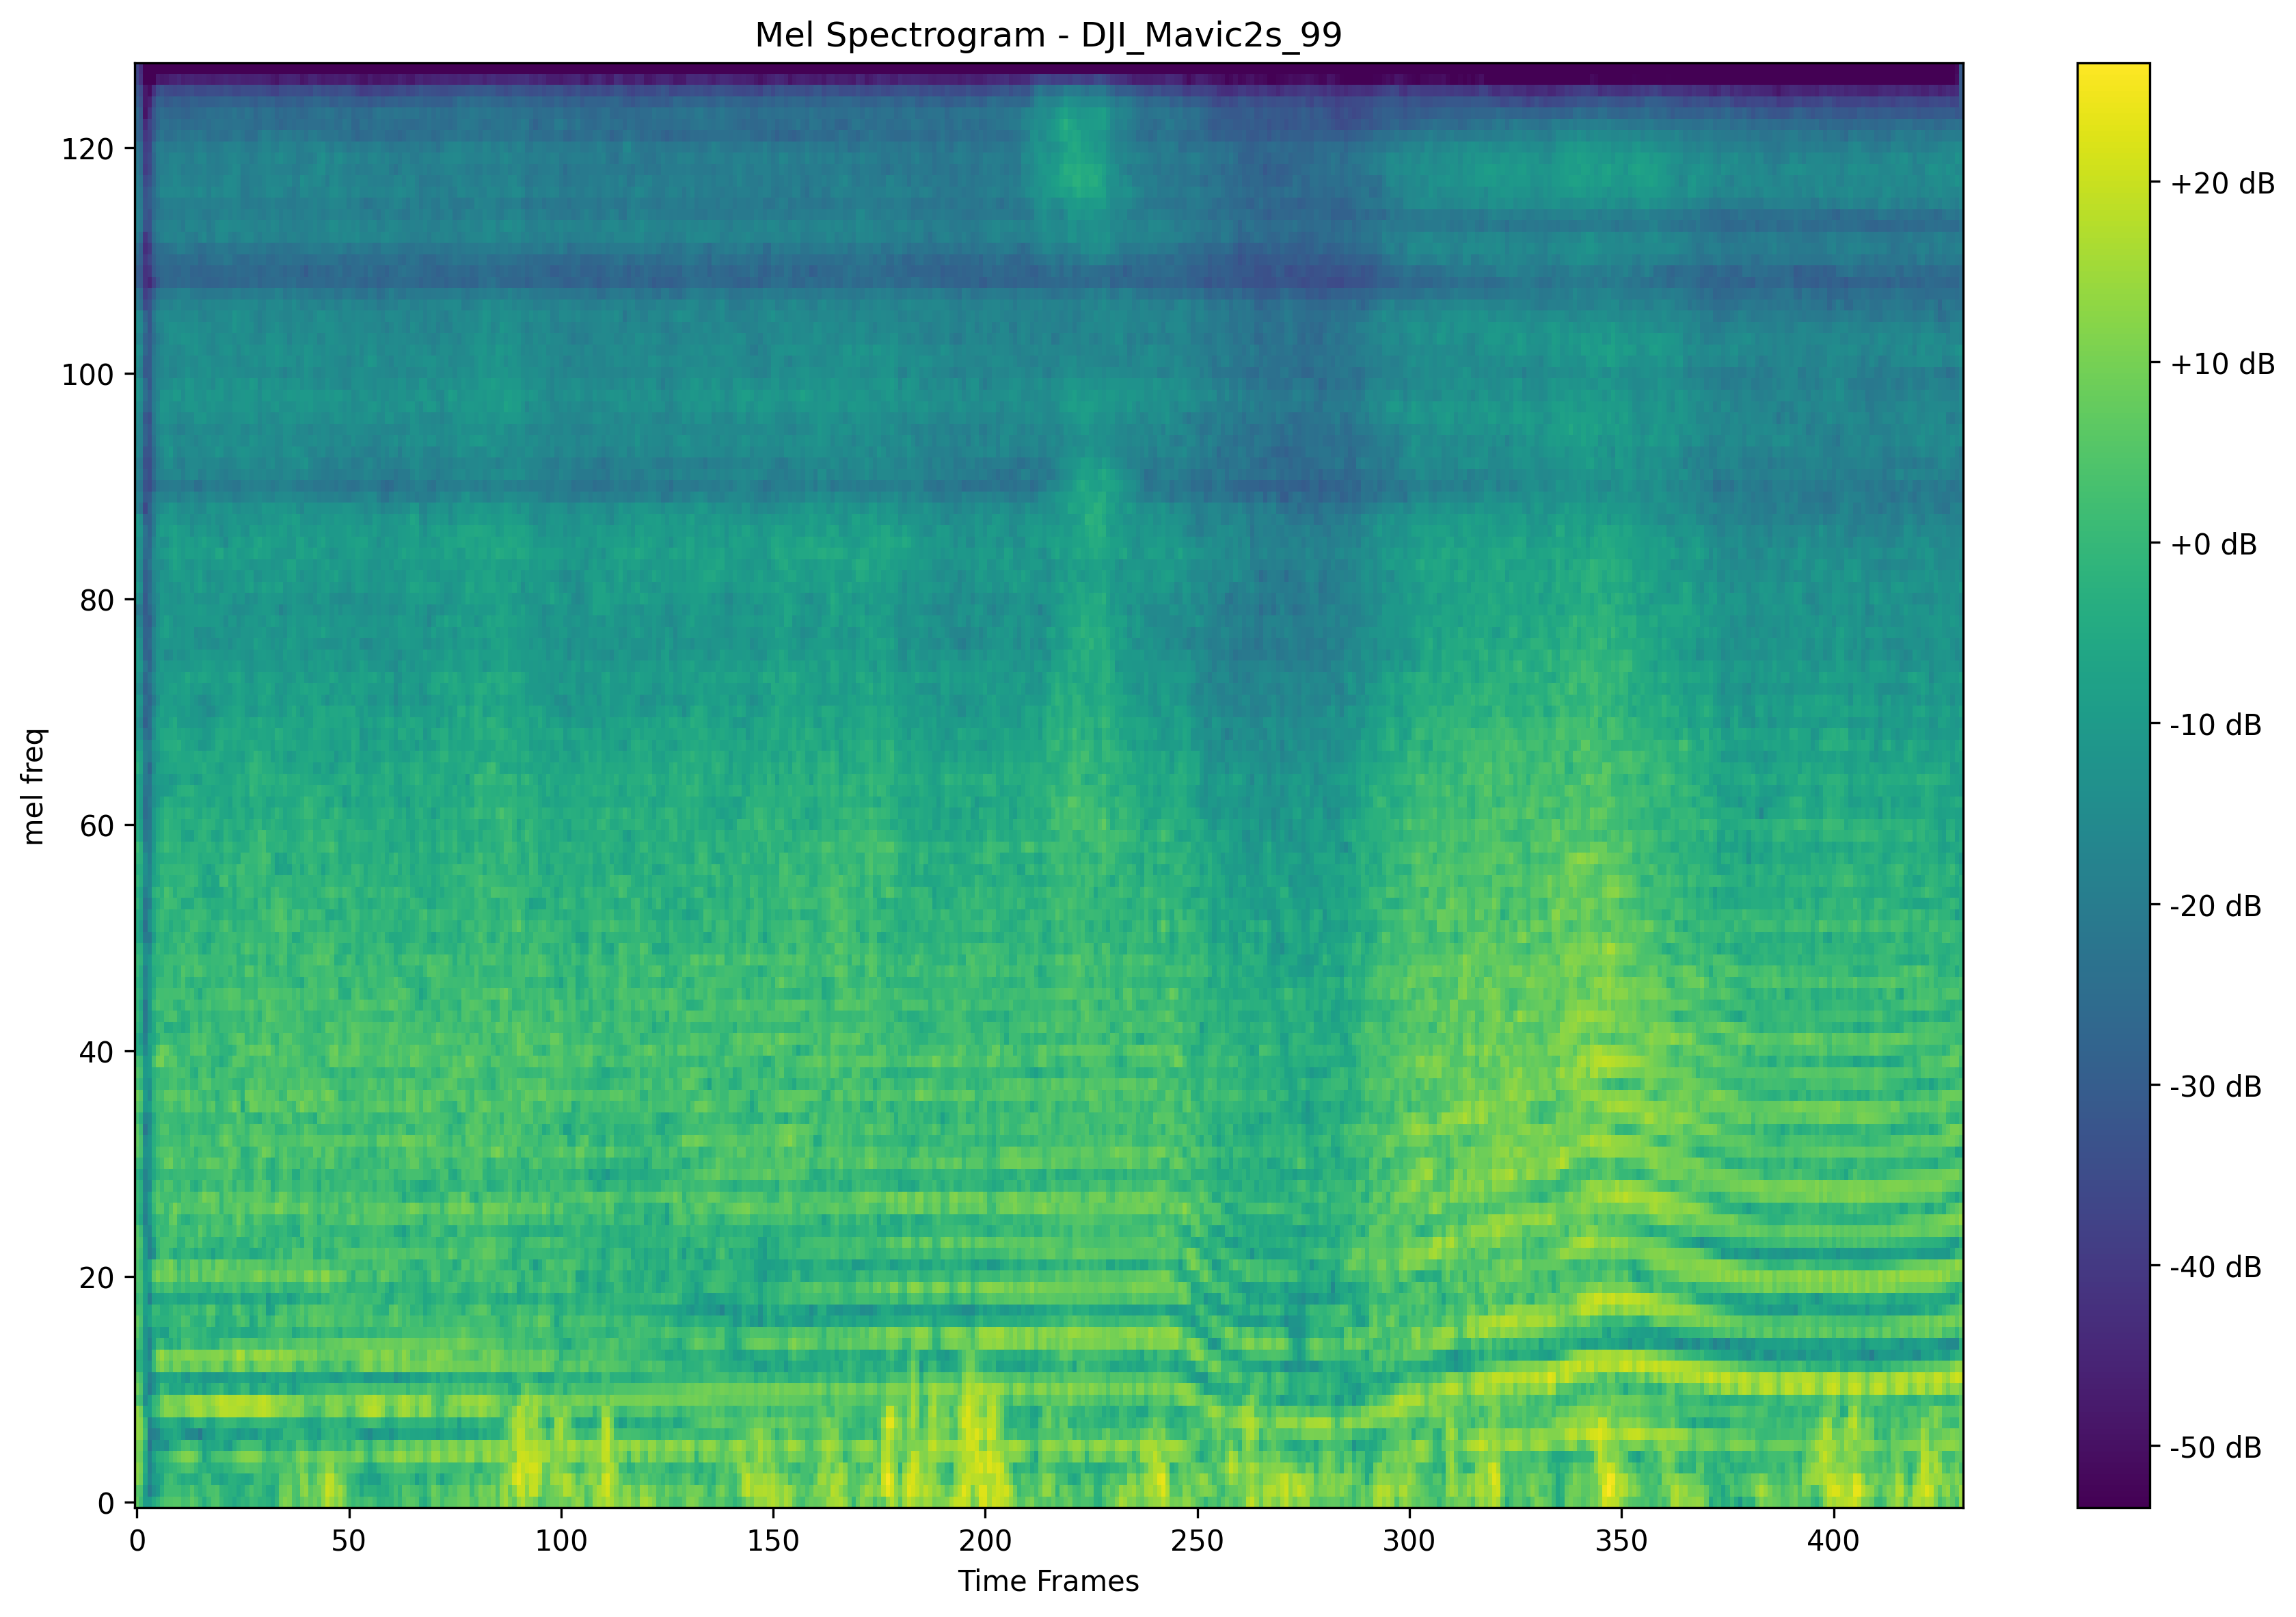 Mel Spectrogram - DJI_Mavic2s_99
mel freq
120
100
80
60
40
20
0
0 50 100 150 200 250 300 350 400
Time Frames
+20 dB
+10 dB
+0 dB
-10 dB
-20 dB
-30 dB
-40 dB
-50 dB